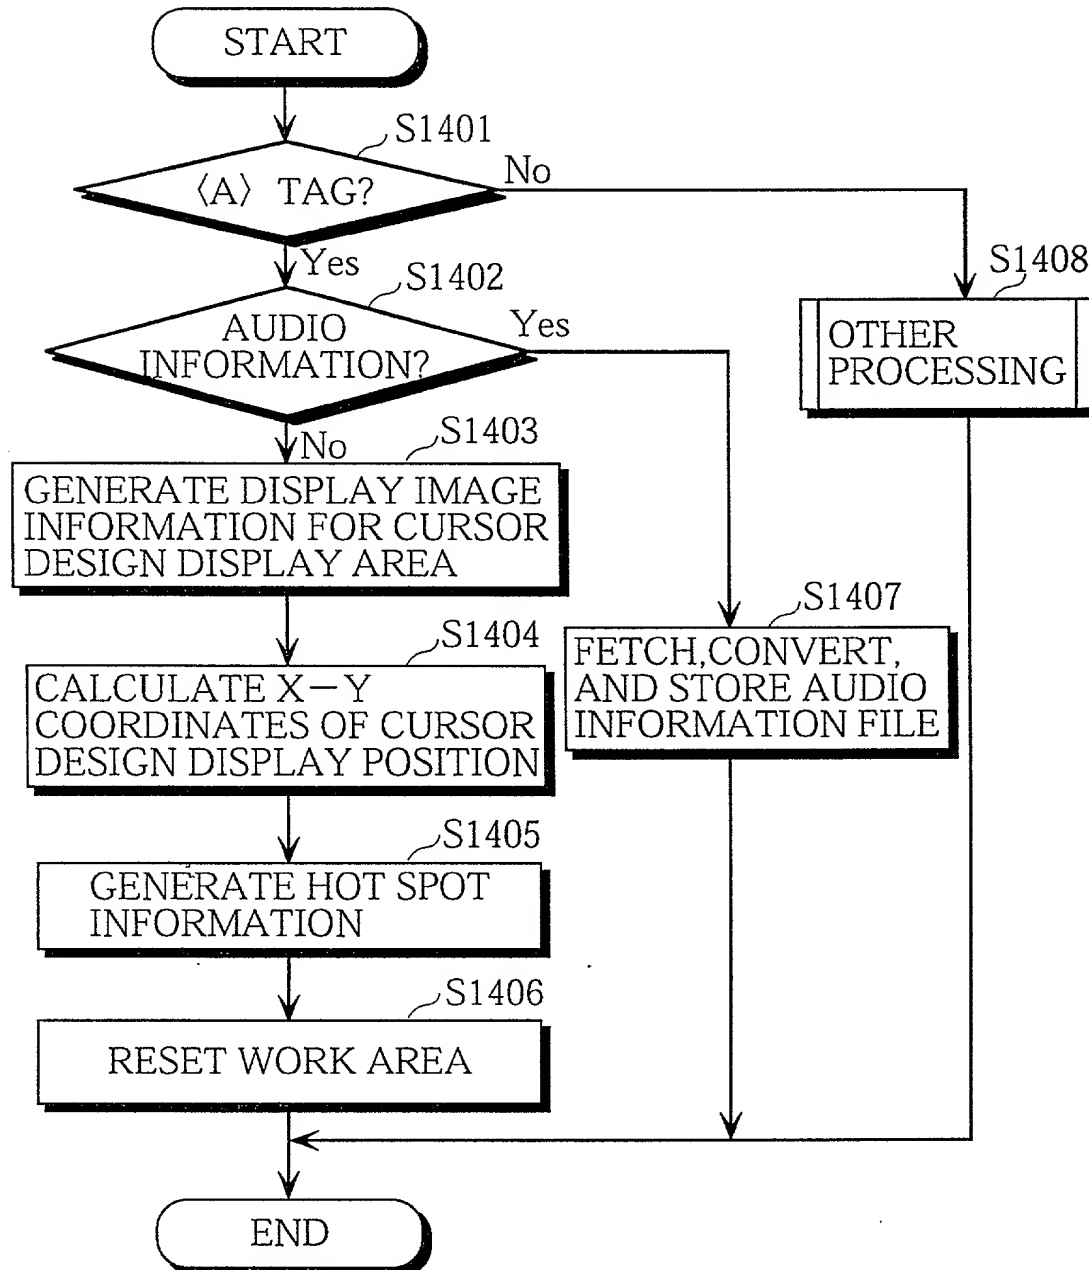 START
S1401
〈A〉 TAG?
No
Yes
S1402
AUDIO
INFORMATION?
Yes
No
S1408
OTHER
PROCESSING
S1403
GENERATE DISPLAY IMAGE
INFORMATION FOR CURSOR
DESIGN DISPLAY AREA
S1407
FETCH,CONVERT,
AND STORE AUDIO
INFORMATION FILE
S1404
CALCULATE X－Y
COORDINATES OF CURSOR
DESIGN DISPLAY POSITION
S1405
GENERATE HOT SPOT
INFORMATION
S1406
RESET WORK AREA
END